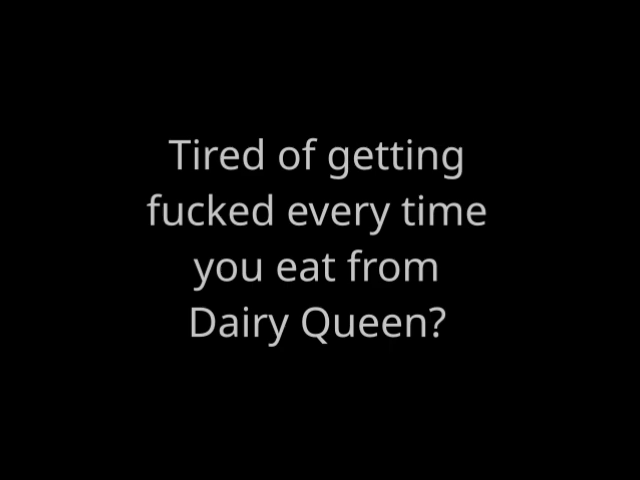 Tired of getting
fucked every time
you eat from
Dairy Queen?